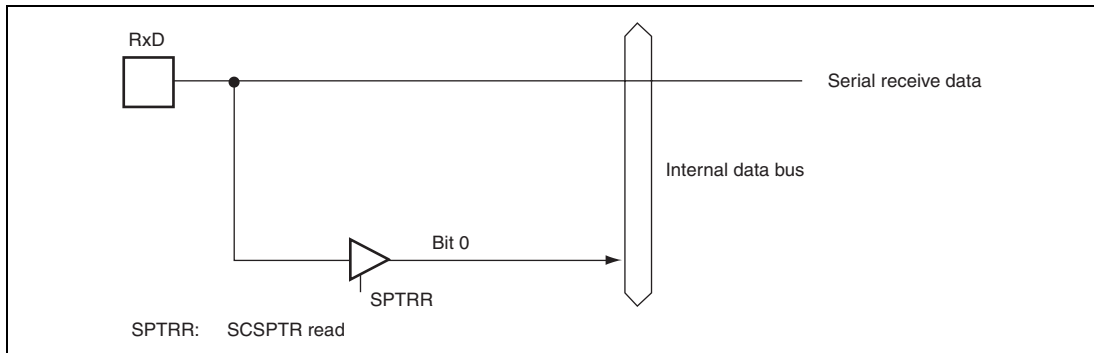 RxD
Serial receive data
Internal data bus
Bit 0
SPTRR
SPTRR: SCSPTR read